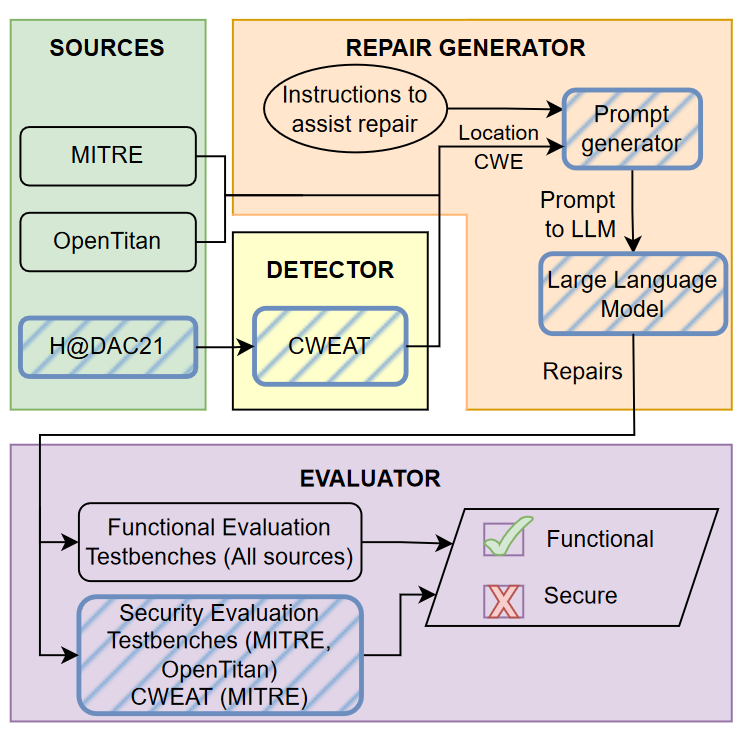 SOURCES
MITRE
OpenTitan
H@DAC21
REPAIR GENERATOR
Instructions to
assist repair
Location
CWE
Prompt
generator
Prompt
to LLM
Large Language
Model
Repairs
DETECTOR
CWEAT
EVALUATOR
Functional Evaluation
Testbenches (All sources)
Security Evaluation
Testbenches (MITRE,
OpenTitan)
CWEAT (MITRE)
Functional
Secure